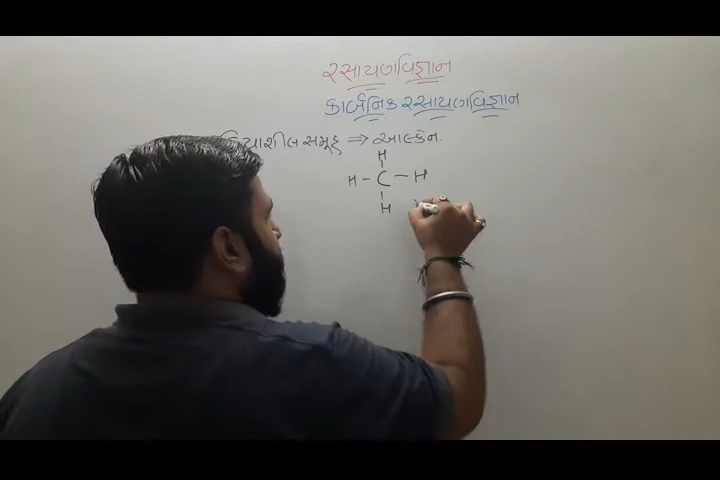 રસાયણવિજ્ઞાન
કાર્બનિક રસાયણવિજ્ઞાન
ક્રિયાશીલ સમૂહ ⇒ આલ્કેન.
H
H - C - H
H